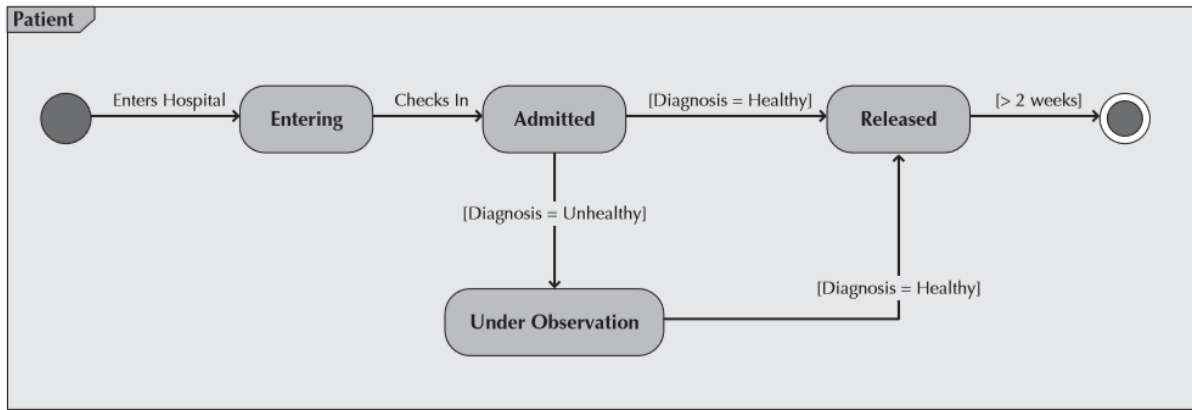 Patient
Enters Hospital
Entering
Checks In
Admitted
[Diagnosis = Healthy]
Released
[> 2 weeks]
[Diagnosis = Unhealthy]
[Diagnosis = Healthy]
Under Observation